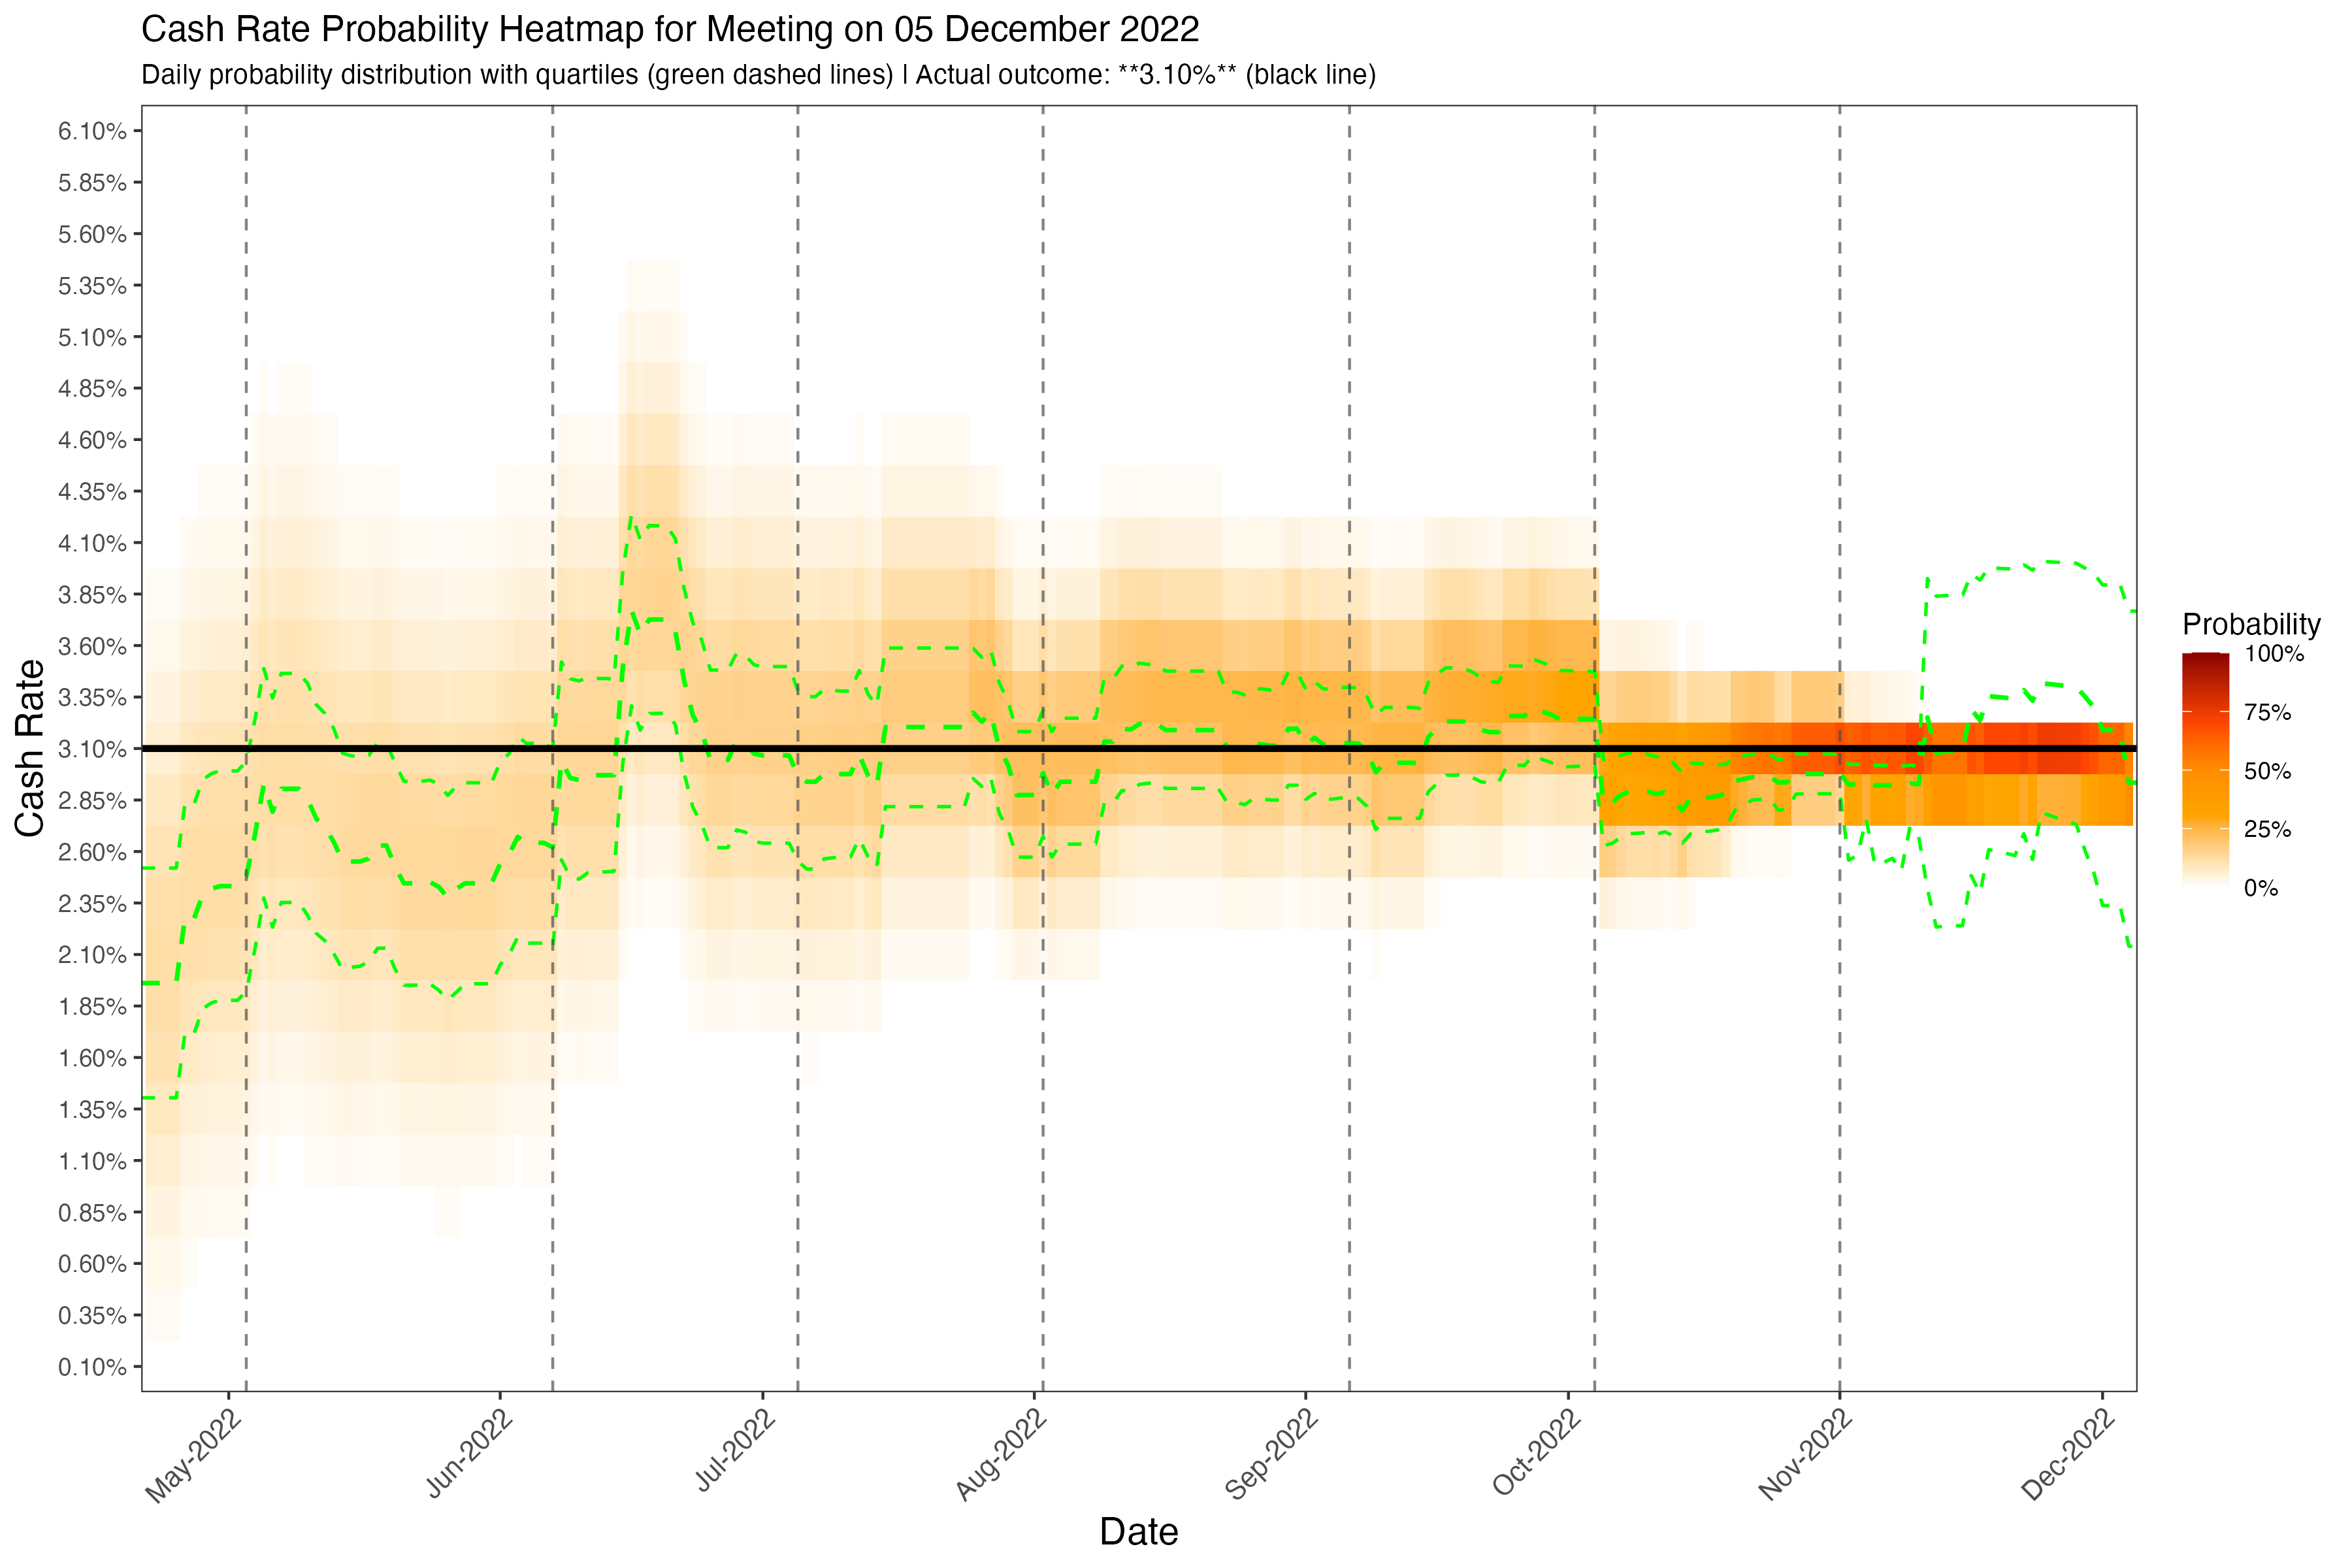 Cash Rate Probability Heatmap for Meeting on 05 December 2022
Daily probability distribution with quartiles (green dashed lines) | Actual outcome: **3.10%** (black line)
Cash Rate
6.10%
5.85%
5.60%
5.35%
5.10%
4.85%
4.60%
4.35%
4.10%
3.85%
3.60%
3.35%
3.10%
2.85%
2.60%
2.35%
2.10%
1.85%
1.60%
1.35%
1.10%
0.85%
0.60%
0.35%
0.10%
May-2022
Jun-2022
Jul-2022
Aug-2022
Sep-2022
Oct-2022
Nov-2022
Dec-2022
Date
Probability
100%
75%
50%
25%
0%